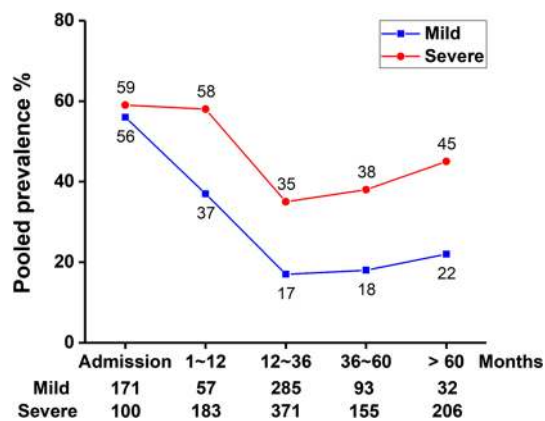 Pooled prevalence %
80
60
40
20
0
Mild
Severe
59
58
35
38
45
56
37
17
18
22
Admission 1~12 12~36 36~60 > 60 Months
Mild 171 57 285 93 32
Severe 100 183 371 155 206